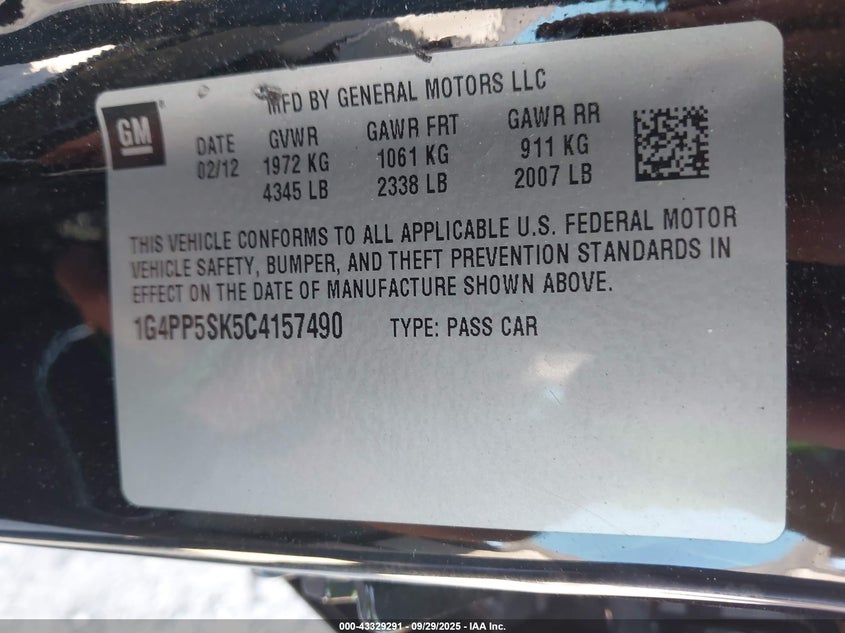 MFD BY GENERAL MOTORS LLC
GM
DATE GVWR GAWR FRT GAWR RR
02/12 1972 KG 1061 KG 911 KG
4345 LB 2338 LB 2007 LB
THIS VEHICLE CONFORMS TO ALL APPLICABLE U.S. FEDERAL MOTOR
VEHICLE SAFETY, BUMPER, AND THEFT PREVENTION STANDARDS IN
EFFECT ON THE DATE OF MANUFACTURE SHOWN ABOVE.
1G4PP5SK5C4157490 TYPE: PASS CAR
000-43329291 - 09/29/2025 - IAA Inc.